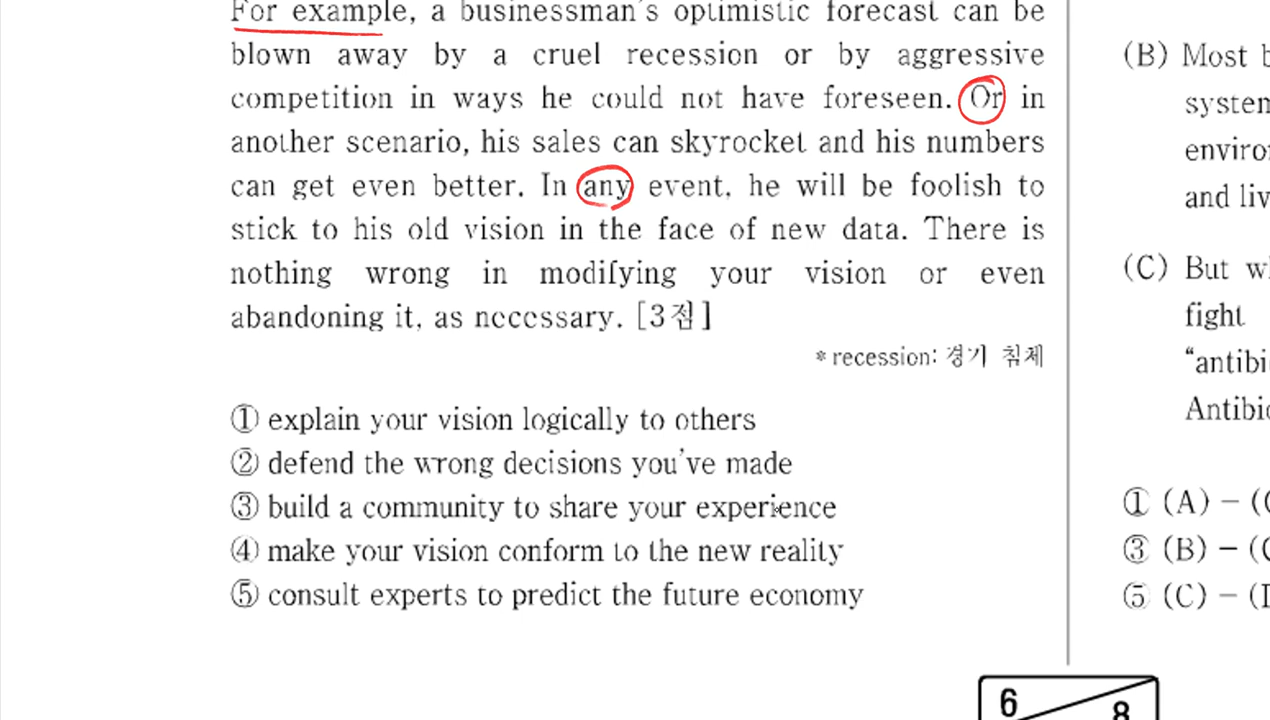 For example, a businessman's optimistic forecast can be
blown away by a cruel recession or by aggressive
competition in ways he could not have foreseen. Or in
another scenario, his sales can skyrocket and his numbers
can get even better. In any event, he will be foolish to
stick to his old vision in the face of new data. There is
nothing wrong in modifying your vision or even
abandoning it, as necessary. [3점]
* recession: 경기 침체
① explain your vision logically to others
② defend the wrong decisions you've made
③ build a community to share your experience
④ make your vision conform to the new reality
⑤ consult experts to predict the future economy
(B) Most
system
and liv
(C) But
fight
① (A) – (
③ (B) – (
⑤ (C) – (
6
8